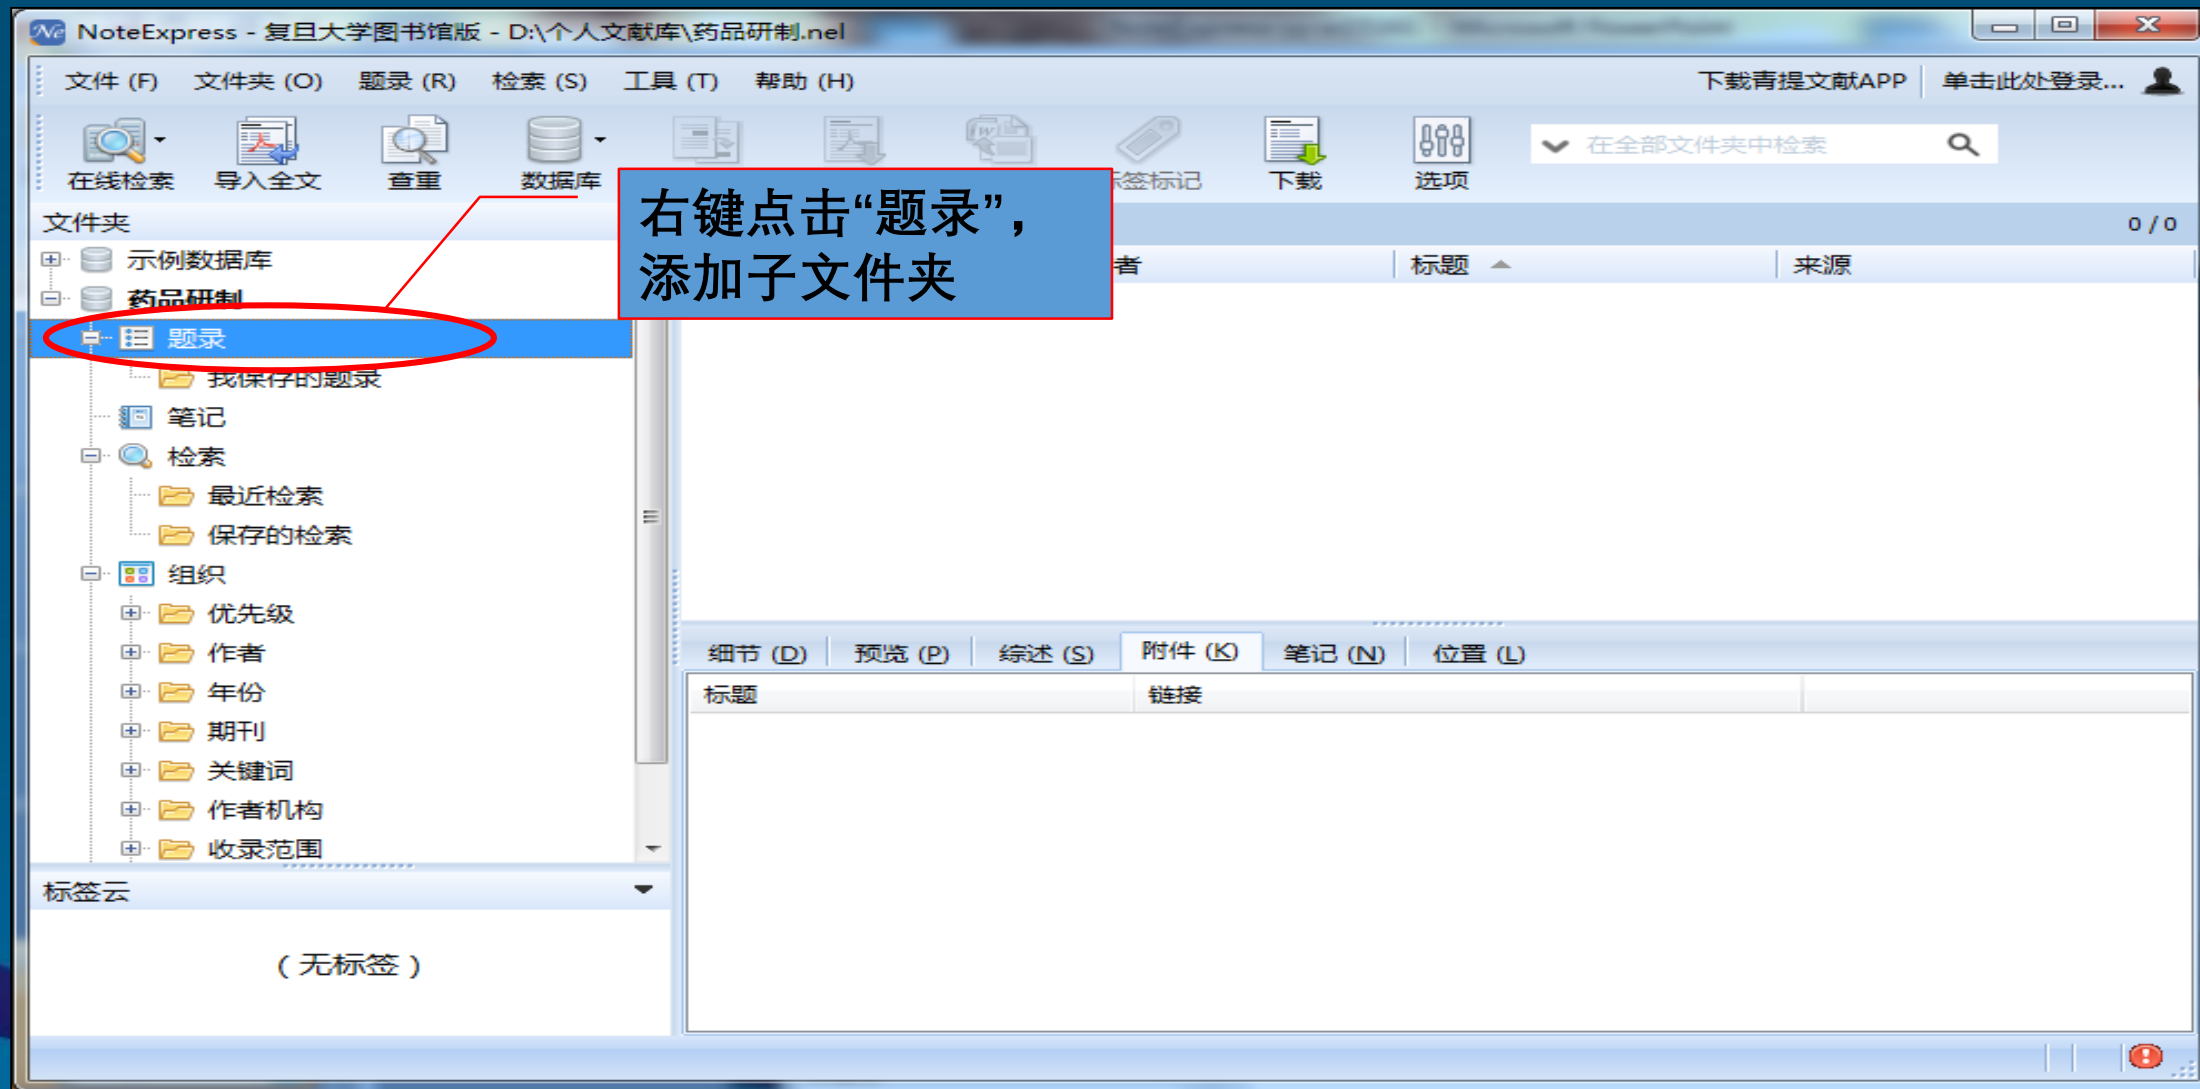 NoteExpress - 复旦大学图书馆版 - D:\个人文献库\药品研制.nel
文件 (F) 文件夹 (O) 题录 (R) 检索 (S) 工具 (T) 帮助 (H) 下载青提文献APP 单击此处登录...
在全部文件夹中检索
在线检索 导入全文 查重 数据库 签标记 下载 选项
右键点击“题录”，
添加子文件夹
文件夹 0 / 0
者 标题 来源
示例数据库
药品研制
题录
我保存的题录
笔记
检索
最近检索
保存的检索
组织
优先级
作者
年份
期刊
关键词
作者机构
收录范围
标签云
( 无标签 )
细节 (D) 预览 (P) 综述 (S) 附件 (K) 笔记 (N) 位置 (L)
标题 链接